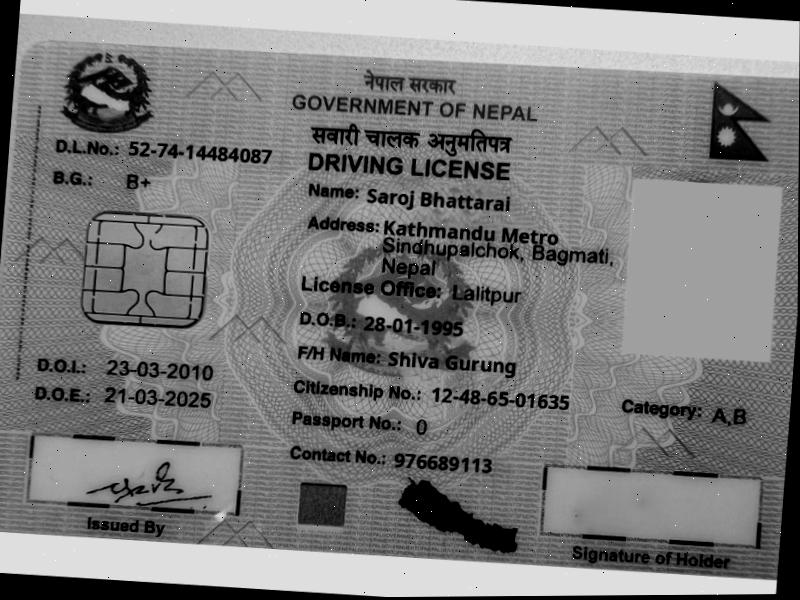 नेपाल सरकार
GOVERNMENT OF NEPAL
सवारी चालक अनुमतिपत्र
DRIVING LICENSE
D.L.No.: 52-74-14484087
B.G.: B+
Name: Saroj Bhattarai
Address: Kathmandu Metro
Sindhupalchok, Bagmati,
Nepal
License Office: Lalitpur
D.O.B.: 28-01-1995
F/H Name: Shiva Gurung
D.O.I.: 23-03-2010
D.O.E.: 21-03-2025
Citizenship No.: 12-48-65-01635
Category: A,B
Passport No.: 0
Contact No.: 976689113
Issued By
Signature of Holder